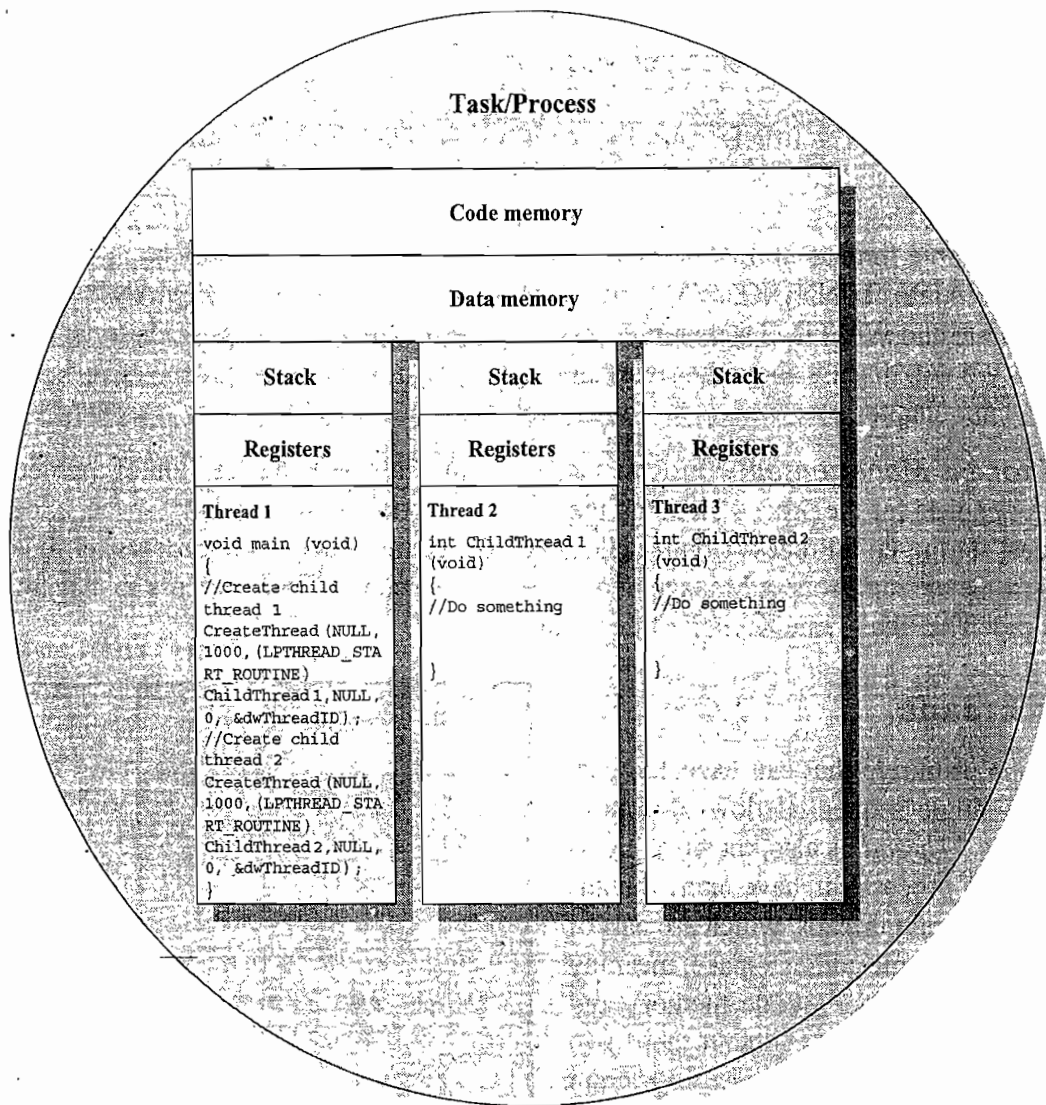 Task/Process
Code memory
Data memory
Stack
Stack
Stack
Registers
Registers
Registers
Thread 1
void main (void)
{
//Create child
thread 1
CreateThread(NULL,
1000,(LPTHREAD_STA
RT_ROUTINE)
ChildThread1,NULL,
0, &dwThreadID);
//Create child
thread 2
CreateThread(NULL,
1000,(LPTHREAD_STA
RT_ROUTINE)
ChildThread2,NULL,
0, &dwThreadID);
}
Thread 2
int ChildThread1
(void)
{
//Do something
}
Thread 3
int ChildThread2
(void)
{
//Do something
}